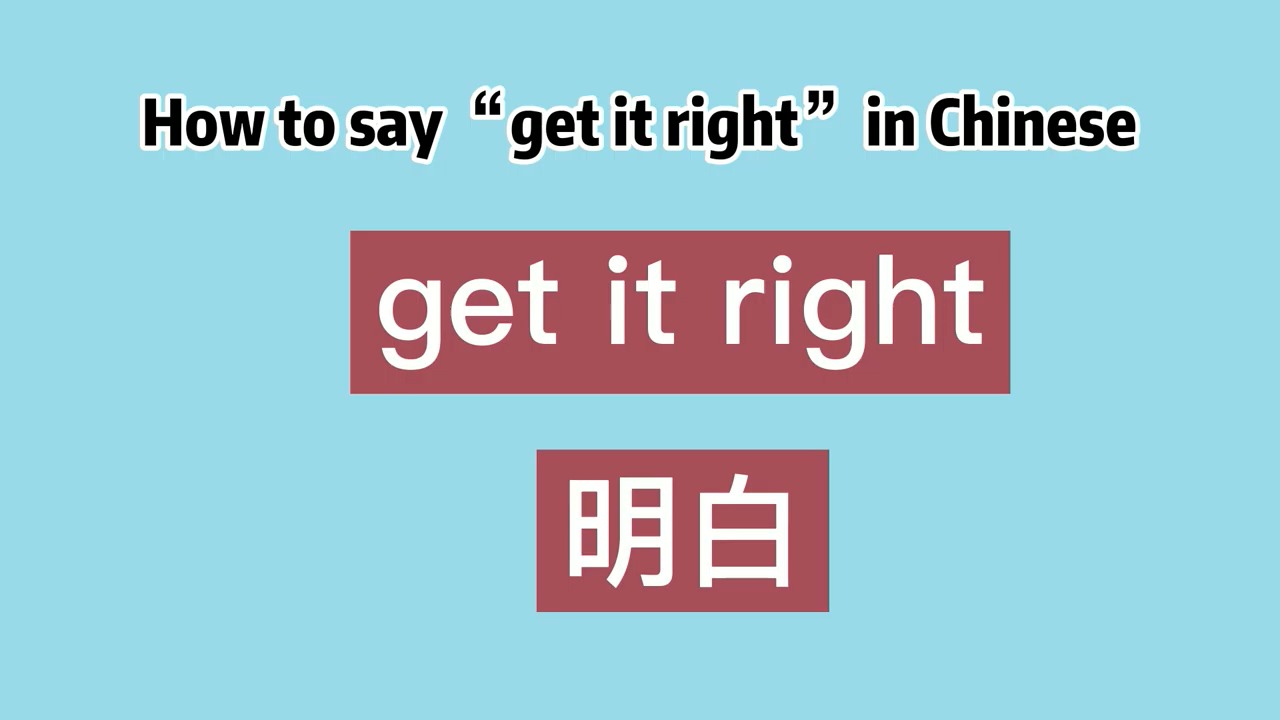 How to say “get it right” in Chinese
get it right
明白